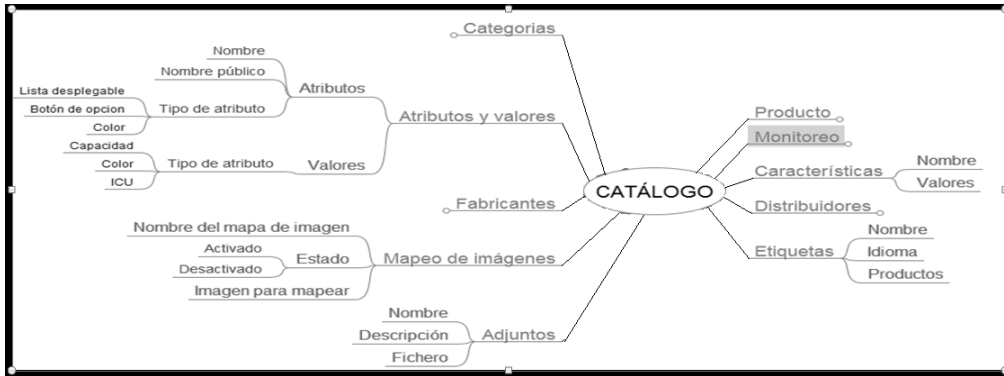 Categorias
Nombre
Nombre público
Atributos
Lista desplegable
Botón de opcion
Color
Tipo de atributo
Atributos y valores
Capacidad
Color
ICU
Tipo de atributo
Valores
Fabricantes
Nombre del mapa de imagen
Activado
Desactivado
Estado
Mapeo de imágenes
Imagen para mapear
Nombre
Descripción
Fichero
Adjuntos
CATÁLOGO
Producto
Monitoreo
Características
Nombre
Valores
Distribuidores
Etiquetas
Nombre
Idioma
Productos